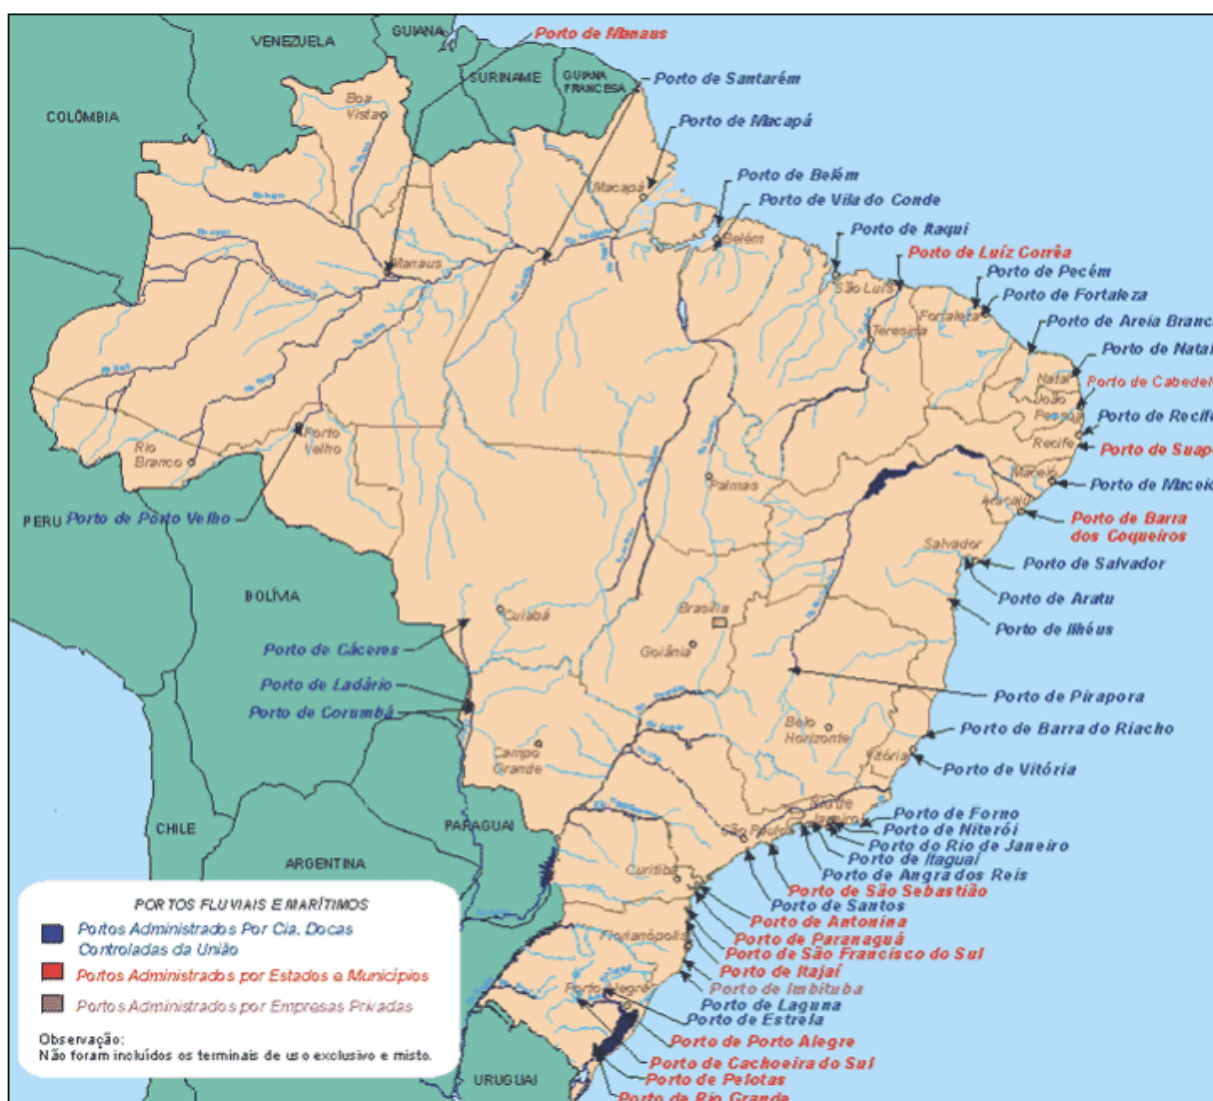 VENEZUELA
GUIANA
Porto de Manaus
SURINAME
GUIANA
FRANCESA
Porto de Santarém
COLÔMBIA
Boa
Vista
Porto de Macapá
Macapá
Porto de Belém
Porto de Vila do Conde
Belém
Porto de Itaqui
Porto de Luíz Corrêa
Manaus
São Luís
Porto de Pecém
Porto de Fortaleza
Fortaleza
Teresina
Porto de Areia Branc
Porto de Natal
Natal
Porto de Cabedel
João
Pessoa
Porto de Recife
Recife
Porto de Suap
Porto
Velho
Rio
Branco
Palmas
Maceió
Porto de Maceió
Aracaju
Porto de Barra
dos Coqueiros
PERU
Porto de Pôrto Velho
Salvador
Porto de Salvador
Porto de Aratu
Porto de Ilhéus
BOLÍVIA
Cuiabá
Brasília
Goiânia
Porto de Cáceres
Porto de Ladário
Porto de Corumbá
Porto de Pirapora
Belo
Horizonte
Porto de Barra do Riacho
Vitória
Porto de Vitória
Campo
Grande
CHILE
PARAGUAI
ARGENTINA
Rio de
Janeiro
São Paulo
Porto de Forno
Porto de Niterói
Porto do Rio de Janeiro
Porto de Itaguaí
Porto de Angra dos Reis
Porto de São Sebastião
Porto de Santos
Curitiba
Porto de Antonina
Porto de Paranaguá
Porto de São Francisco do Sul
Florianópolis
Porto de Itajaí
Porto de Imbituba
Porto Alegre
Porto de Laguna
Porto de Estrela
Porto de Porto Alegre
Porto de Cachoeira do Sul
Porto de Pelotas
Porto de Rio Grande
URUGUAI
PORTOS FLUVIAIS E MARÍTIMOS
Portos Administrados Por Cia. Docas
Controladas da União
Portos Administrados por Estados e Municípios
Portos Administrados por Empresas Privadas
Observação:
Não foram incluídos os terminais de uso exclusivo e misto.